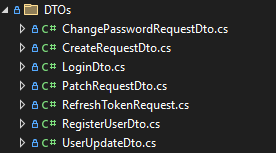 DTOs
C# ChangePasswordRequestDto.cs
C# CreateRequestDto.cs
C# LoginDto.cs
C# PatchRequestDto.cs
C# RefreshTokenRequest.cs
C# RegisterUserDto.cs
C# UserUpdateDto.cs